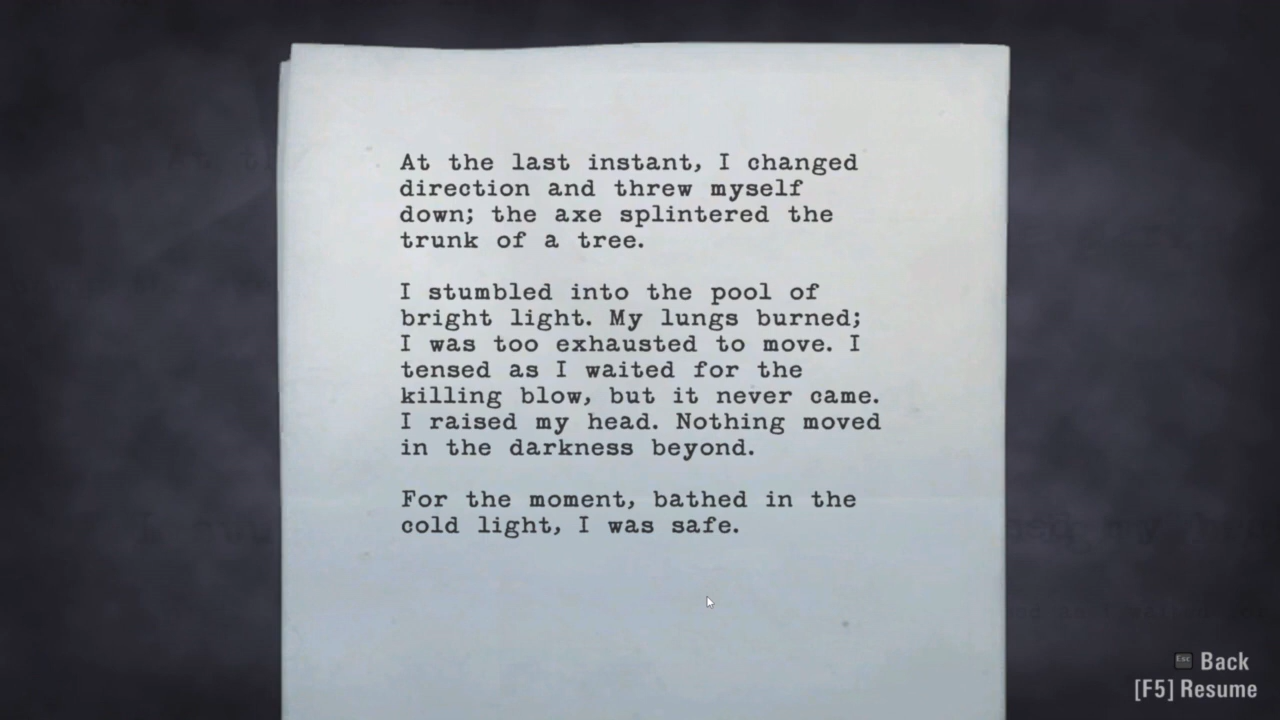 At the last instant, I changed
direction and threw myself
down; the axe splintered the
trunk of a tree.
I stumbled into the pool of
bright light. My lungs burned;
I was too exhausted to move. I
tensed as I waited for the
killing blow, but it never came.
I raised my head. Nothing moved
in the darkness beyond.
For the moment, bathed in the
cold light, I was safe.
Esc Back
[F5] Resume